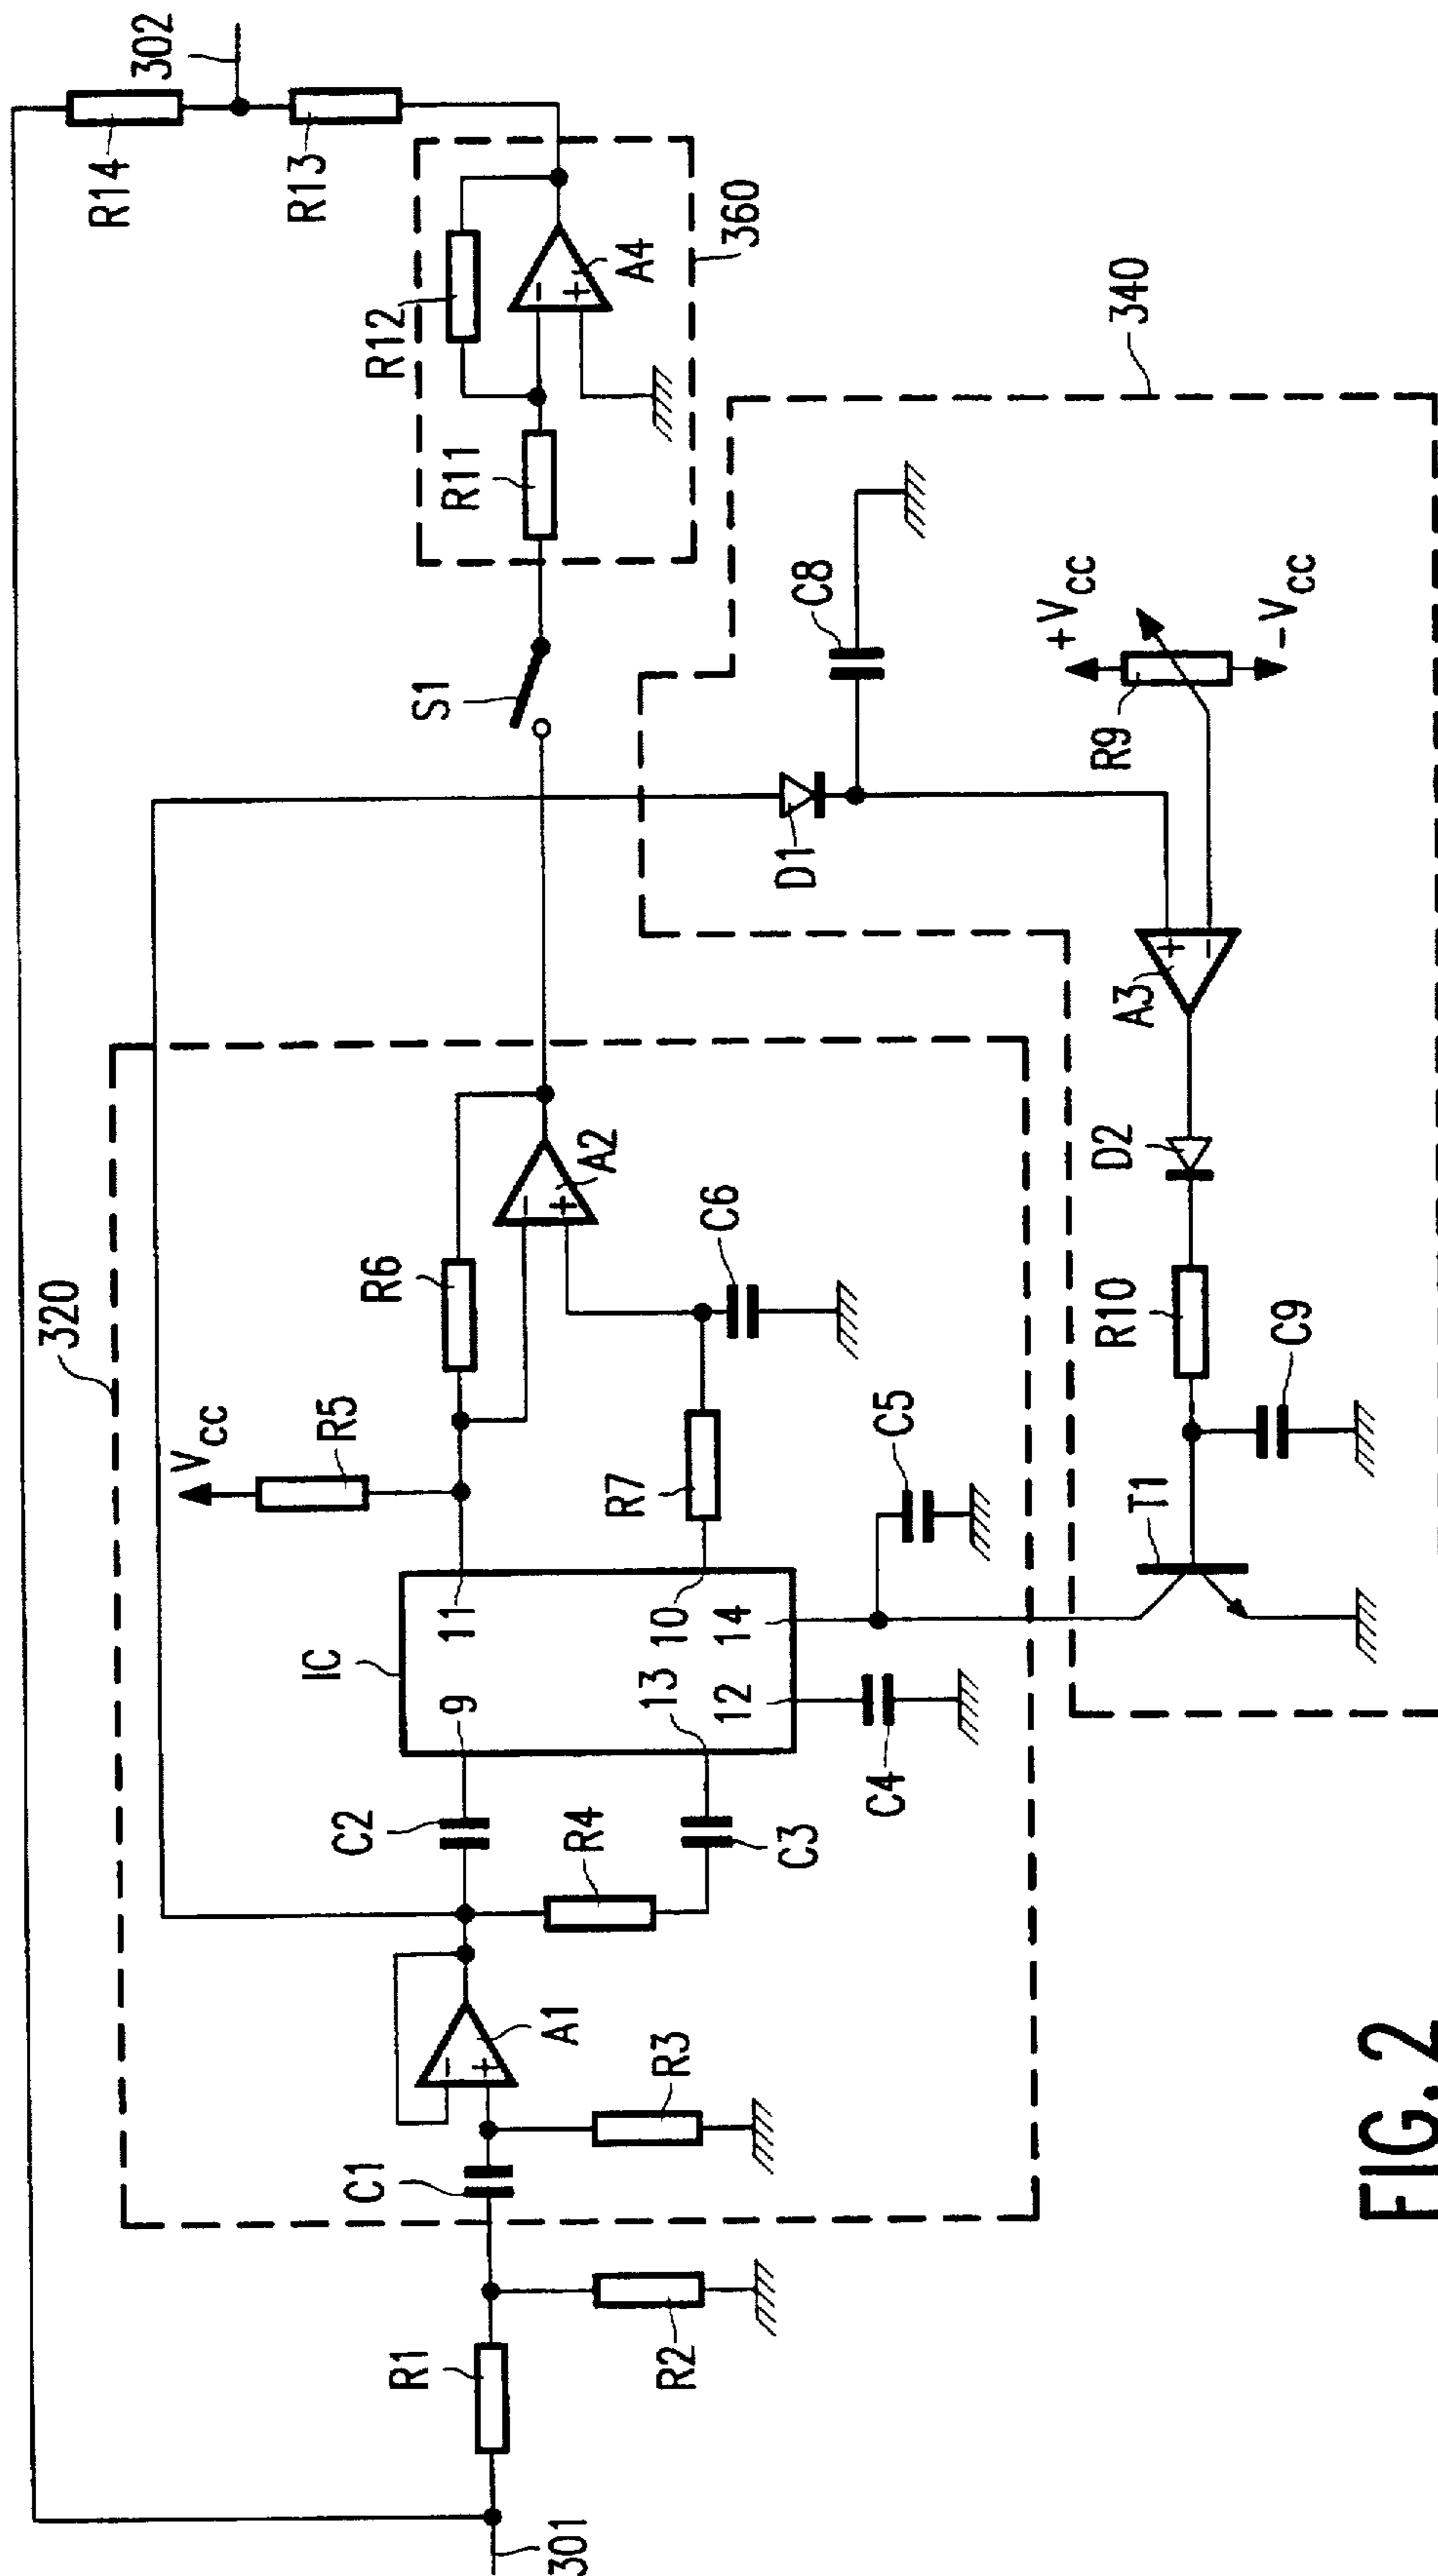 R14
302
R13
R12
A4
360
R11
S1
340
C8
+Vcc
R9
-Vcc
D1
A3
320
R6
A2
C6
D2
Vcc
R5
R7
C5
R10
C9
T1
IC
9
11
13
10
12
14
C2
R4
C3
C4
A1
C1
R3
R1
R2
301
+
-
+
-
+
-
+
-
FIG. 2